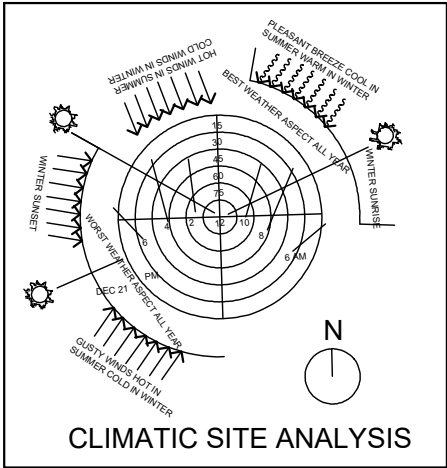 PLEASANT BREEZE COOL IN
SUMMER WARM IN WINTER
HOT WINDS IN SUMMER
COLD WINDS IN WINTER
BEST WEATHER ASPECT ALL YEAR
WINTER SUNRISE
WINTER SUNSET
15
30
45
60
75
2
12
10
4
8
6
6 AM
PM
WORST WEATHER ASPECT ALL YEAR
DEC 21
GUSTY WINDS HOT IN
SUMMER COLD IN WINTER
N
CLIMATIC SITE ANALYSIS